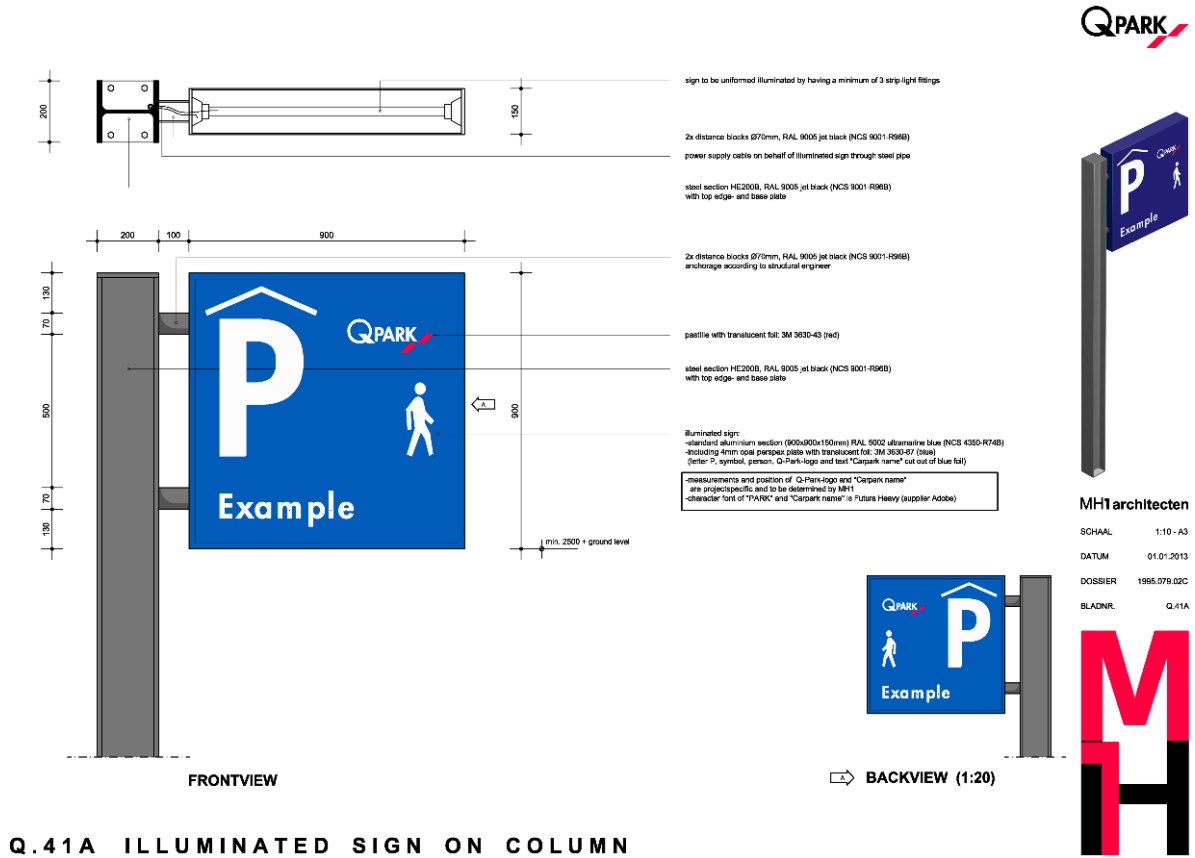 QPARK
200
150
sign to be uniformed illuminated by having a minimum of 3 strip-light fittings
2x distance blocks Ø70mm, RAL 9005 jet black (NCS 9001-R96B)
power supply cable on behalf of illuminated sign through steel pipe
steel section HE200B, RAL 9005 jet black (NCS 9001-R96B)
with top edge- and base plate
QPARK
P
Example
200
100
900
2x distance blocks Ø70mm, RAL 9005 jet black (NCS 9001-R96B)
anchorage according to structural engineer
130
70
500
70
130
P
QPARK
Example
A
900
min. 2500 + ground level
pastille with translucent foil: 3M 3630-43 (red)
steel section HE200B, RAL 9005 jet black (NCS 9001-R96B)
with top edge- and base plate
illuminated sign:
-standard aluminium section (900x900x150mm) RAL 5002 ultramarine blue (NCS 4350-R74B)
-including 4mm opal perspex plate with translucent foil: 3M 3630-87 (blue)
(letter P, symbol, person, Q-Park-logo and text "Carpark name" cut out of blue foil)
-measurements and position of Q-Park-logo and "Carpark name"
are projectspecific and to be determined by MH1
-character font of "PARK" and "Carpark name" is Futura Heavy (supplier Adobe)
MH1architecten
SCHAAL 1:10 - A3
DATUM 01.01.2013
DOSSIER 1995.079.02C
BLADNR. Q.41A
QPARK
P
Example
FRONTVIEW
A BACKVIEW (1:20)
MH1
Q.41A ILLUMINATED SIGN ON COLUMN